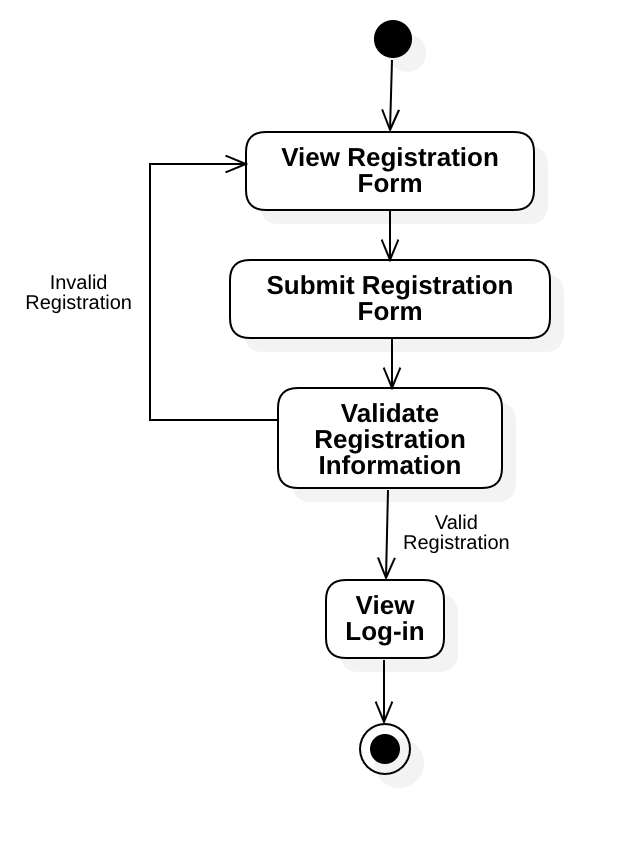 View Registration
Form
Invalid
Registration
Submit Registration
Form
Validate
Registration
Information
Valid
Registration
View
Log-in